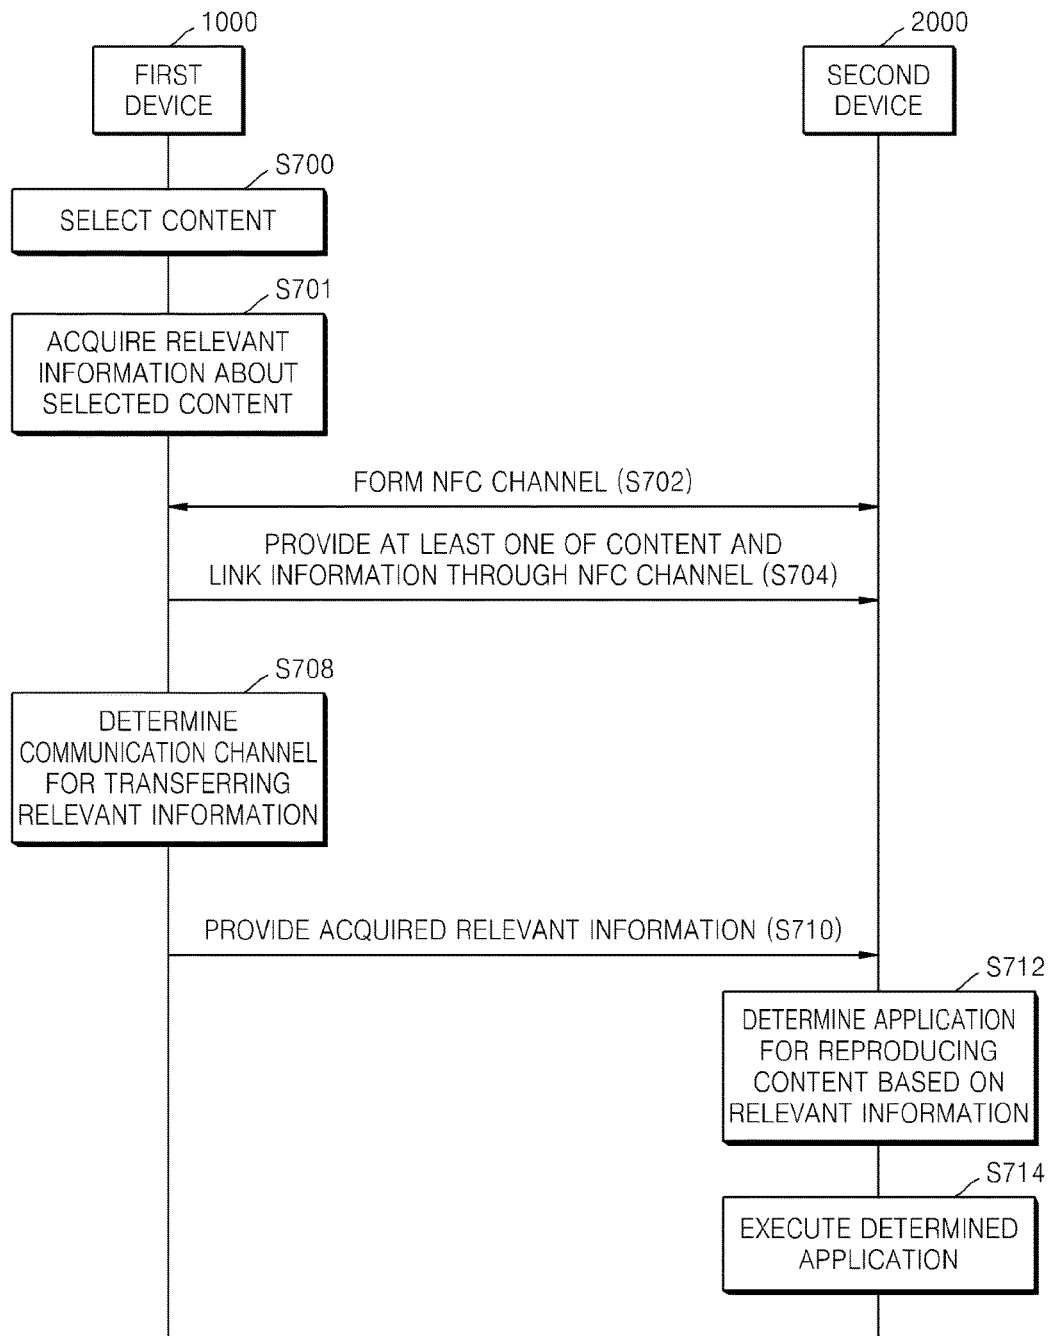 1000
2000
FIRST
DEVICE
SECOND
DEVICE
S700
SELECT CONTENT
S701
ACQUIRE RELEVANT
INFORMATION ABOUT
SELECTED CONTENT
FORM NFC CHANNEL (S702)
PROVIDE AT LEAST ONE OF CONTENT AND
LINK INFORMATION THROUGH NFC CHANNEL (S704)
S708
DETERMINE
COMMUNICATION CHANNEL
FOR TRANSFERRING
RELEVANT INFORMATION
PROVIDE ACQUIRED RELEVANT INFORMATION (S710)
S712
DETERMINE APPLICATION
FOR REPRODUCING
CONTENT BASED ON
RELEVANT INFORMATION
S714
EXECUTE DETERMINED
APPLICATION